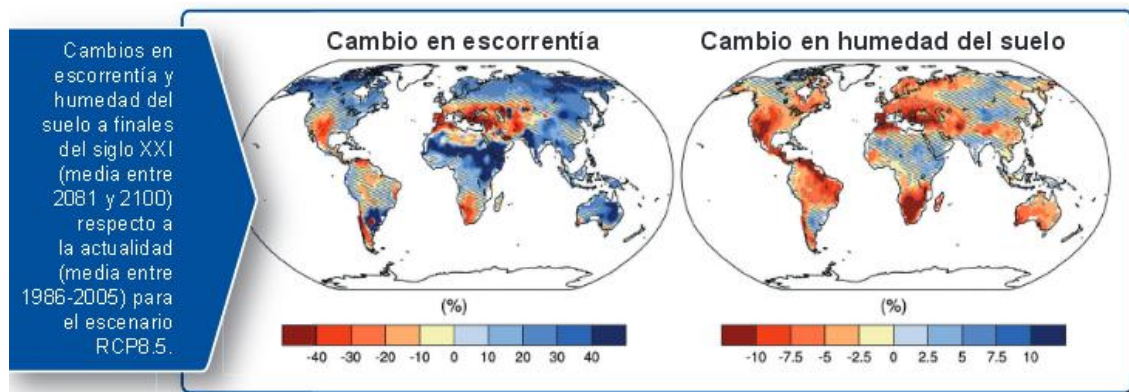 Cambios en
escorrentía y
humedad del
suelo a finales
del siglo XXI
(media entre
2081 y 2100)
respecto a
la actualidad
(media entre
1986-2005) para
el escenario
RCP8.5.
Cambio en escorrentía
(%)
-40 -30 -20 -10 0 10 20 30 40
Cambio en humedad del suelo
(%)
-10 -7.5 -5 -2.5 0 2.5 5 7.5 10